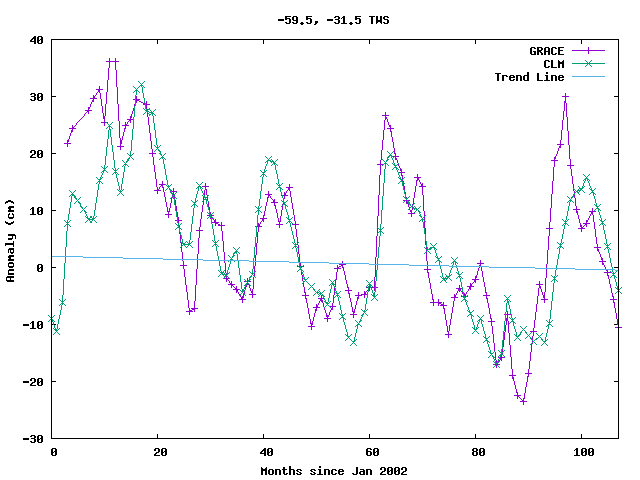 -59.5, -31.5 TWS
GRACE
CLM
Trend Line
Anomaly (cm)
40
30
20
10
0
-10
-20
-30
0 20 40 60 80 100
Months since Jan 2002